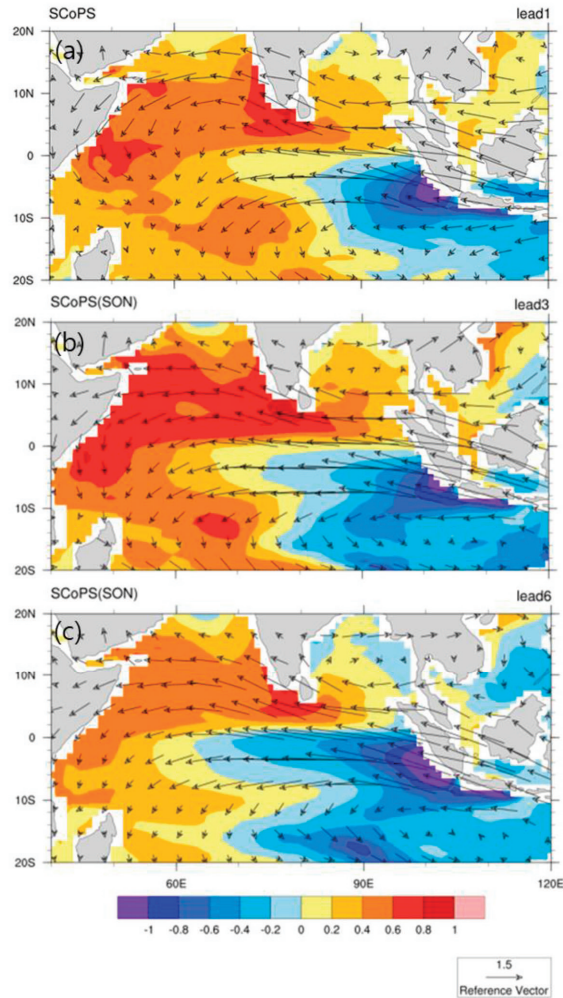 SCoPS lead1
(a)
20N
10N
0
10S
20S
SCoPS(SON) lead3
(b)
20N
10N
0
10S
20S
SCoPS(SON) lead6
(c)
20N
10N
0
10S
20S
60E 90E 120E
-1 -0.8 -0.6 -0.4 -0.2 0 0.2 0.4 0.6 0.8 1
1.5
Reference Vector